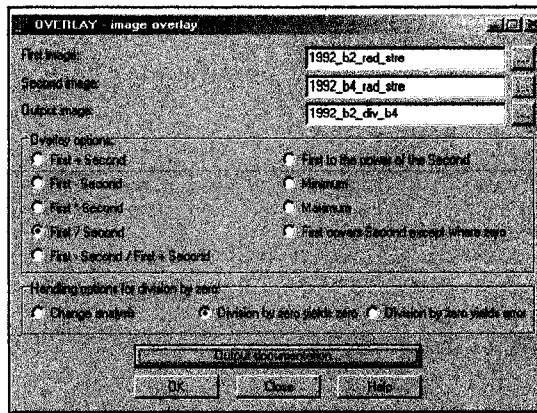 OVERLAY - image overlay
First image: 1992_b2_rad_stre ...
Second image: 1992_b4_rad_stre ...
Output image: 1992_b2_div_b4 ...
Overlay options:
First + Second
First - Second
First * Second
First / Second
First - Second / First + Second
First to the power of the Second
Minimum
Maximum
First covers Second except where zero
Handling options for division by zero:
Change analysis
Division by zero yields zero
Division by zero yields error
Output documentation...
OK
Close
Help